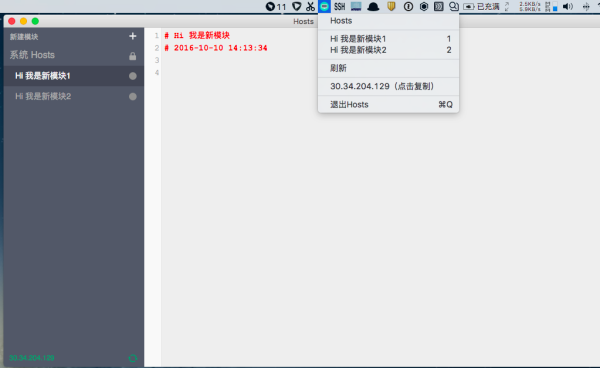 11
SSH
已充满
2.5KB/s
5.8KB/s
Hosts
新建模块
系统 Hosts
Hi 我是新模块1
Hi 我是新模块2
30.34.204.129
1 # Hi 我是新模块
2 # 2016-10-10 14:13:34
3
4
Hosts
Hi 我是新模块1 1
Hi 我是新模块2 2
刷新
30.34.204.129（点击复制）
退出Hosts ⌘Q